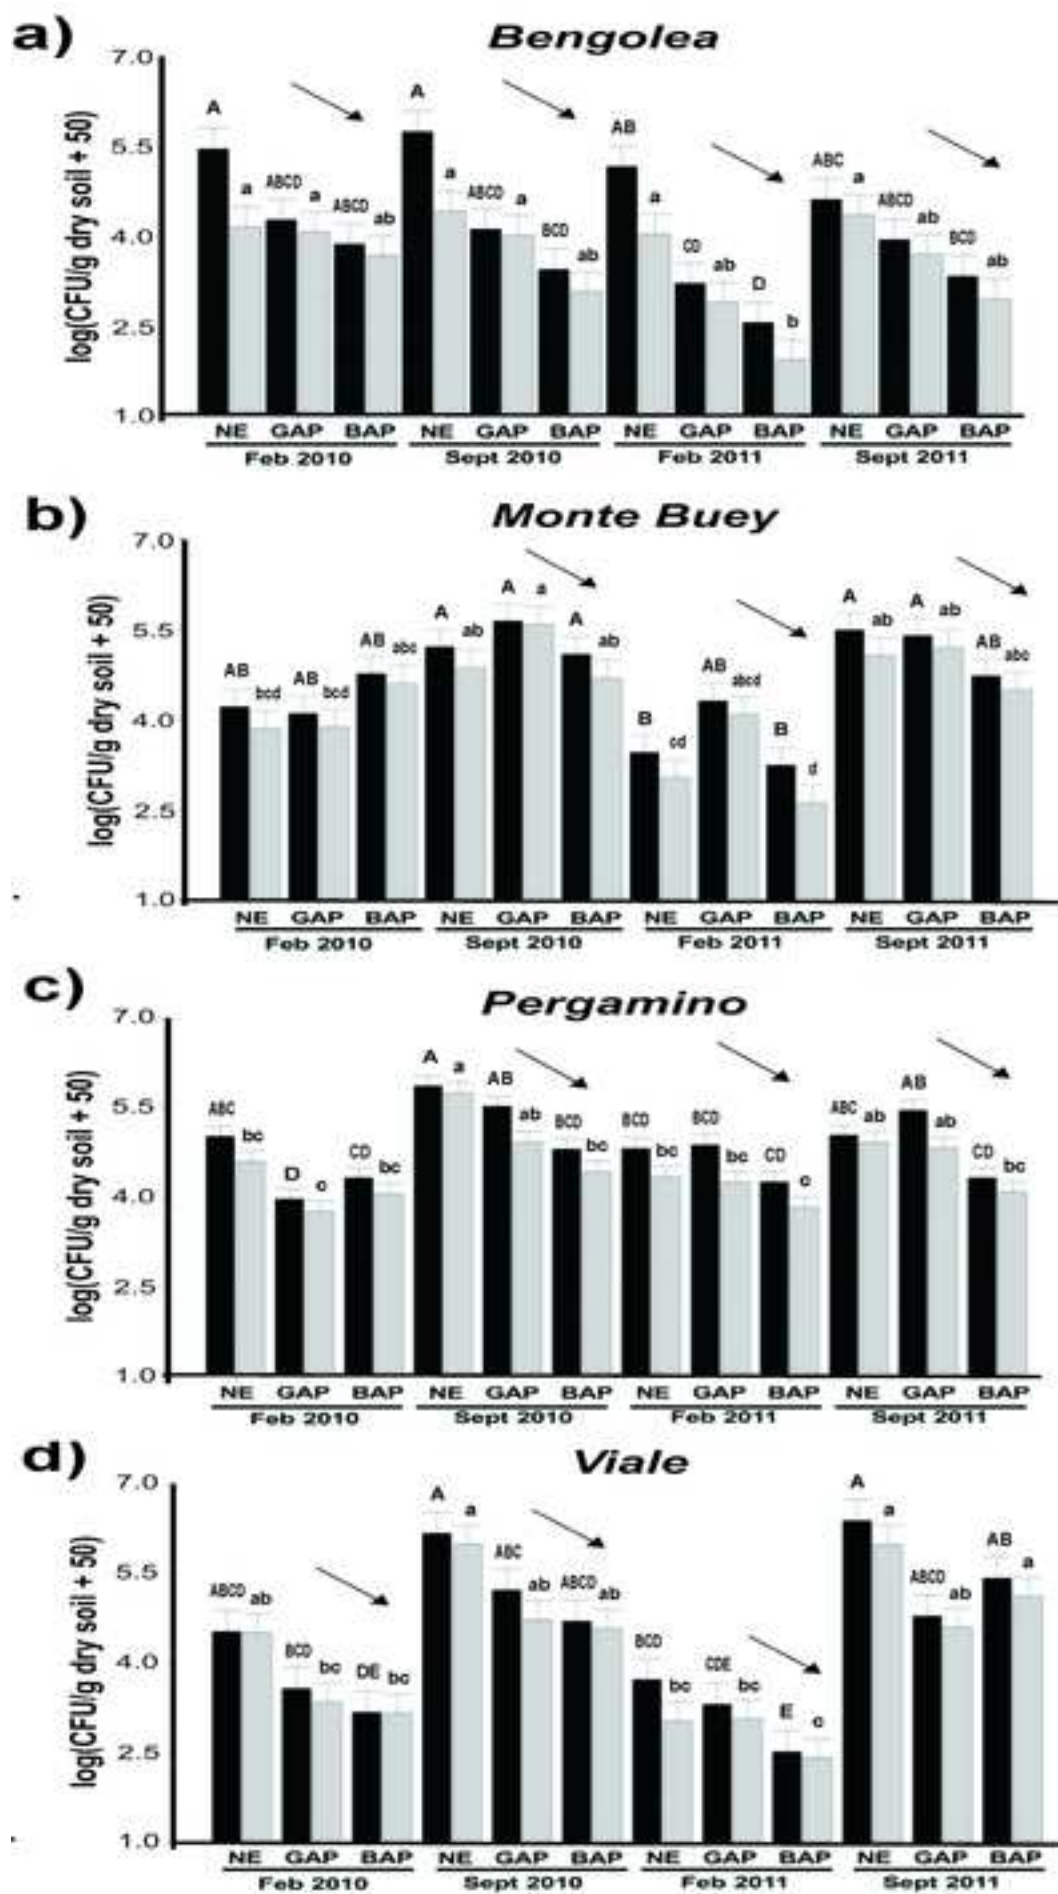 a) Bengolea
log(CFU/g dry soil + 50)
7.0
5.5
4.0
2.5
1.0
A a ABCD a ABCD ab A a ABCD a BCD ab AB a CD ab D b ABC a ABCD ab BCD ab
NE GAP BAP NE GAP BAP NE GAP BAP NE GAP BAP
Feb 2010 Sept 2010 Feb 2011 Sept 2011
b) Monte Buey
log(CFU/g dry soil + 50)
7.0
5.5
4.0
2.5
1.0
AB bcd AB bcd AB abc A ab A a A ab B cd AB abcd B d A ab A ab AB abc
NE GAP BAP NE GAP BAP NE GAP BAP NE GAP BAP
Feb 2010 Sept 2010 Feb 2011 Sept 2011
c) Pergamino
log(CFU/g dry soil + 50)
7.0
5.5
4.0
2.5
1.0
ABC bc D c CD bc A a AB ab BCD bc BCD bc BCD bc CD c ABC ab AB ab CD bc
NE GAP BAP NE GAP BAP NE GAP BAP NE GAP BAP
Feb 2010 Sept 2010 Feb 2011 Sept 2011
d) Viale
log(CFU/g dry soil + 50)
7.0
5.5
4.0
2.5
1.0
ABCD ab BCD bc DE bc A a ABC ab ABCD ab BCD bc CDE bc E c A a ABCD ab AB a
NE GAP BAP NE GAP BAP NE GAP BAP NE GAP BAP
Feb 2010 Sept 2010 Feb 2011 Sept 2011